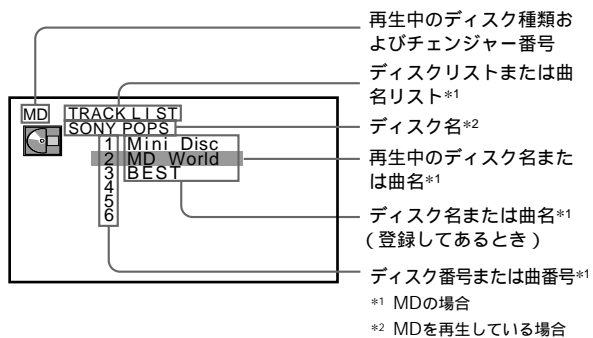 再生中のディスク種類お
よびチェンジャー番号
ディスクリストまたは曲
名リスト*1
ディスク名*2
再生中のディスク名また
は曲名*1
ディスク名または曲名*1
(登録してあるとき)
ディスク番号または曲番号*1
*1 MDの場合
*2 MDを再生している場合
MD TRACK LIST
SONY POPS
1 Mini Disc
2 MD World
3 BEST
4
5
6